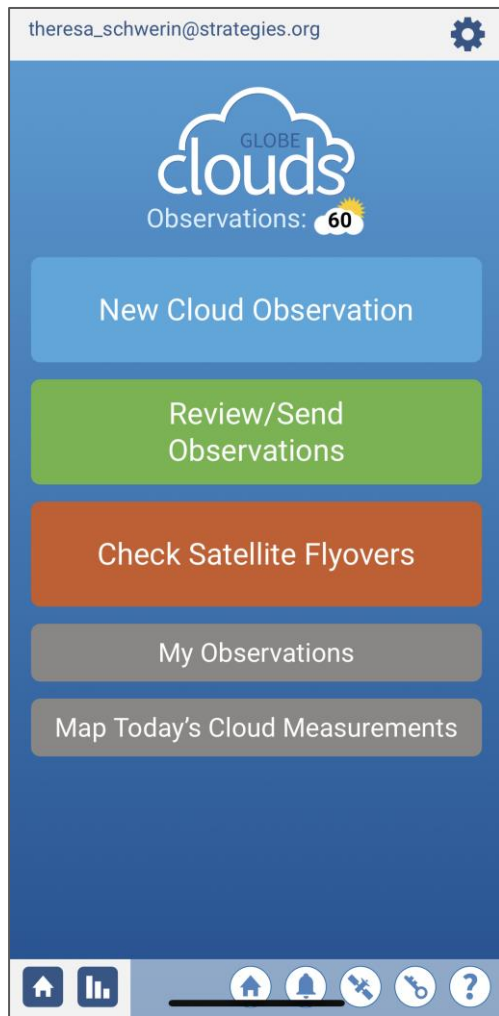 theresa_schwerin@strategies.org
GLOBE
clouds
Observations: 60
New Cloud Observation
Review/Send
Observations
Check Satellite Flyovers
My Observations
Map Today's Cloud Measurements
?